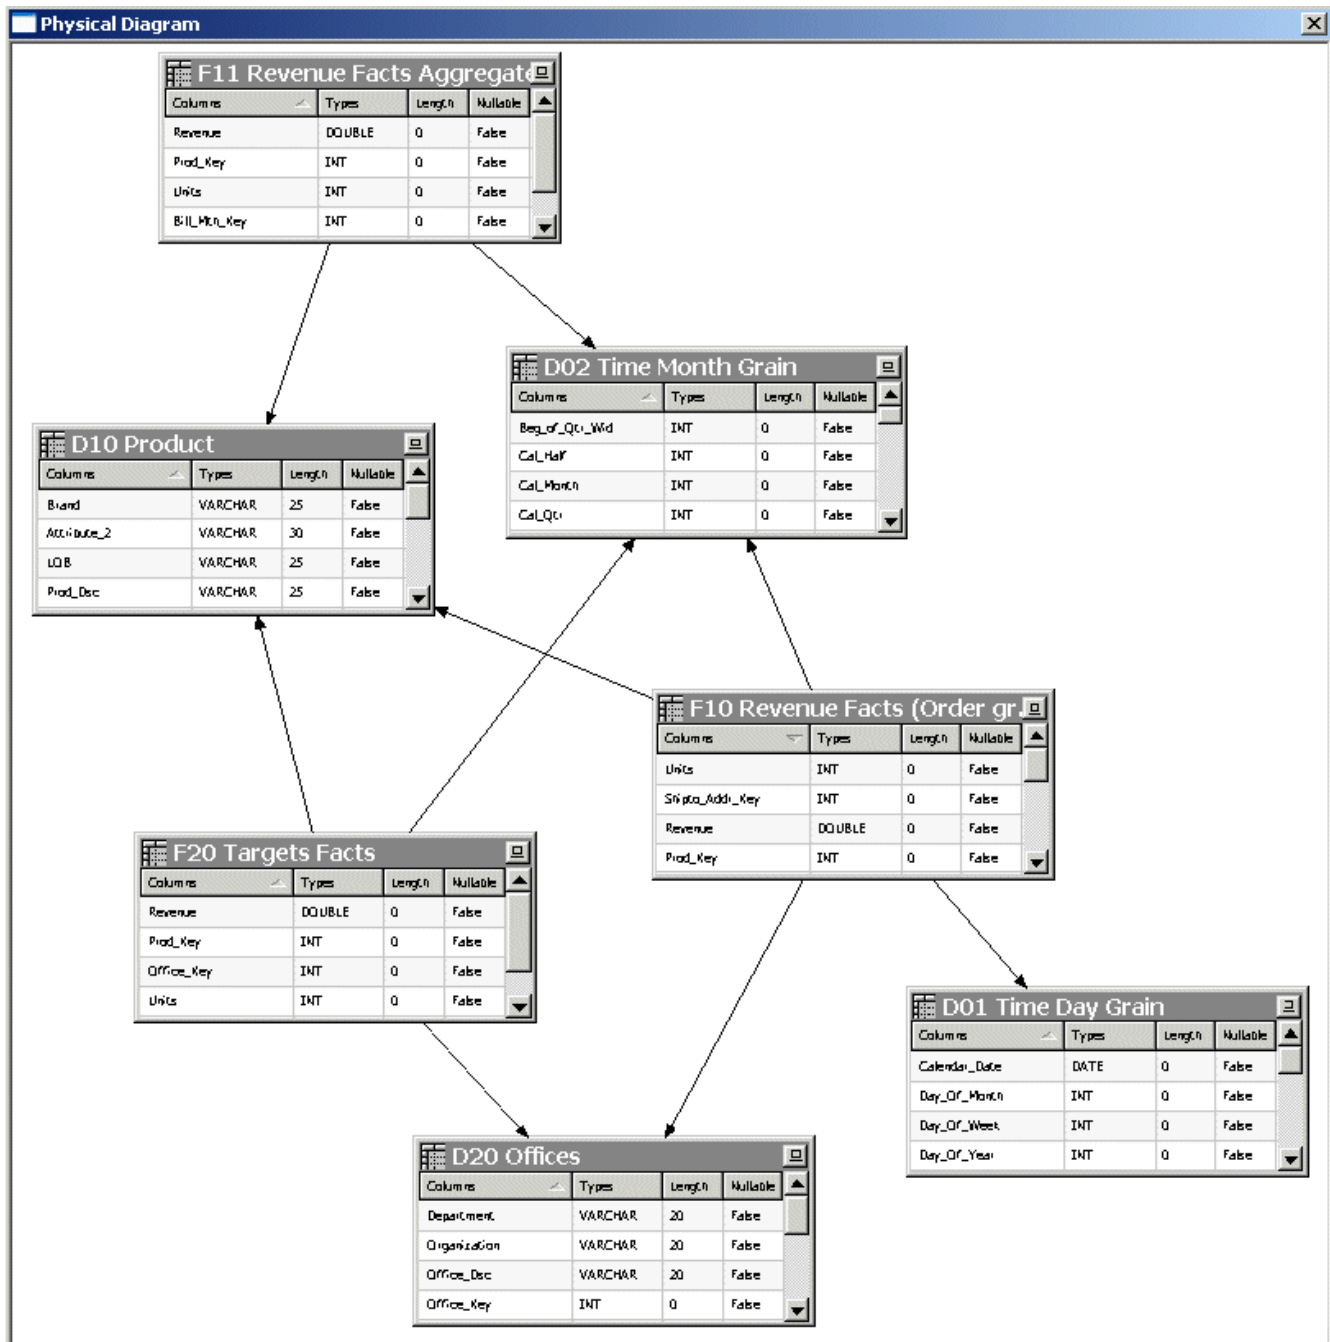 Physical Diagram
F11 Revenue Facts Aggregate
Columns Types Length Nullable
Revenue DOUBLE 0 False
Prod_Key INT 0 False
Units INT 0 False
Bill_Mth_Key INT 0 False
D02 Time Month Grain
Columns Types Length Nullable
Beg_of_Qtr_Wid INT 0 False
Cal_Half INT 0 False
Cal_Month INT 0 False
Cal_Qtr INT 0 False
D10 Product
Columns Types Length Nullable
Brand VARCHAR 25 False
Attribute_2 VARCHAR 30 False
LOB VARCHAR 25 False
Prod_Dsc VARCHAR 25 False
F10 Revenue Facts (Order gr...
Columns Types Length Nullable
Units INT 0 False
Shipto_Addr_Key INT 0 False
Revenue DOUBLE 0 False
Prod_Key INT 0 False
F20 Targets Facts
Columns Types Length Nullable
Revenue DOUBLE 0 False
Prod_Key INT 0 False
Office_Key INT 0 False
Units INT 0 False
D01 Time Day Grain
Columns Types Length Nullable
Calendar_Date DATE 0 False
Day_Of_Month INT 0 False
Day_Of_Week INT 0 False
Day_Of_Year INT 0 False
D20 Offices
Columns Types Length Nullable
Department VARCHAR 20 False
Organization VARCHAR 20 False
Office_Dsc VARCHAR 20 False
Office_Key INT 0 False